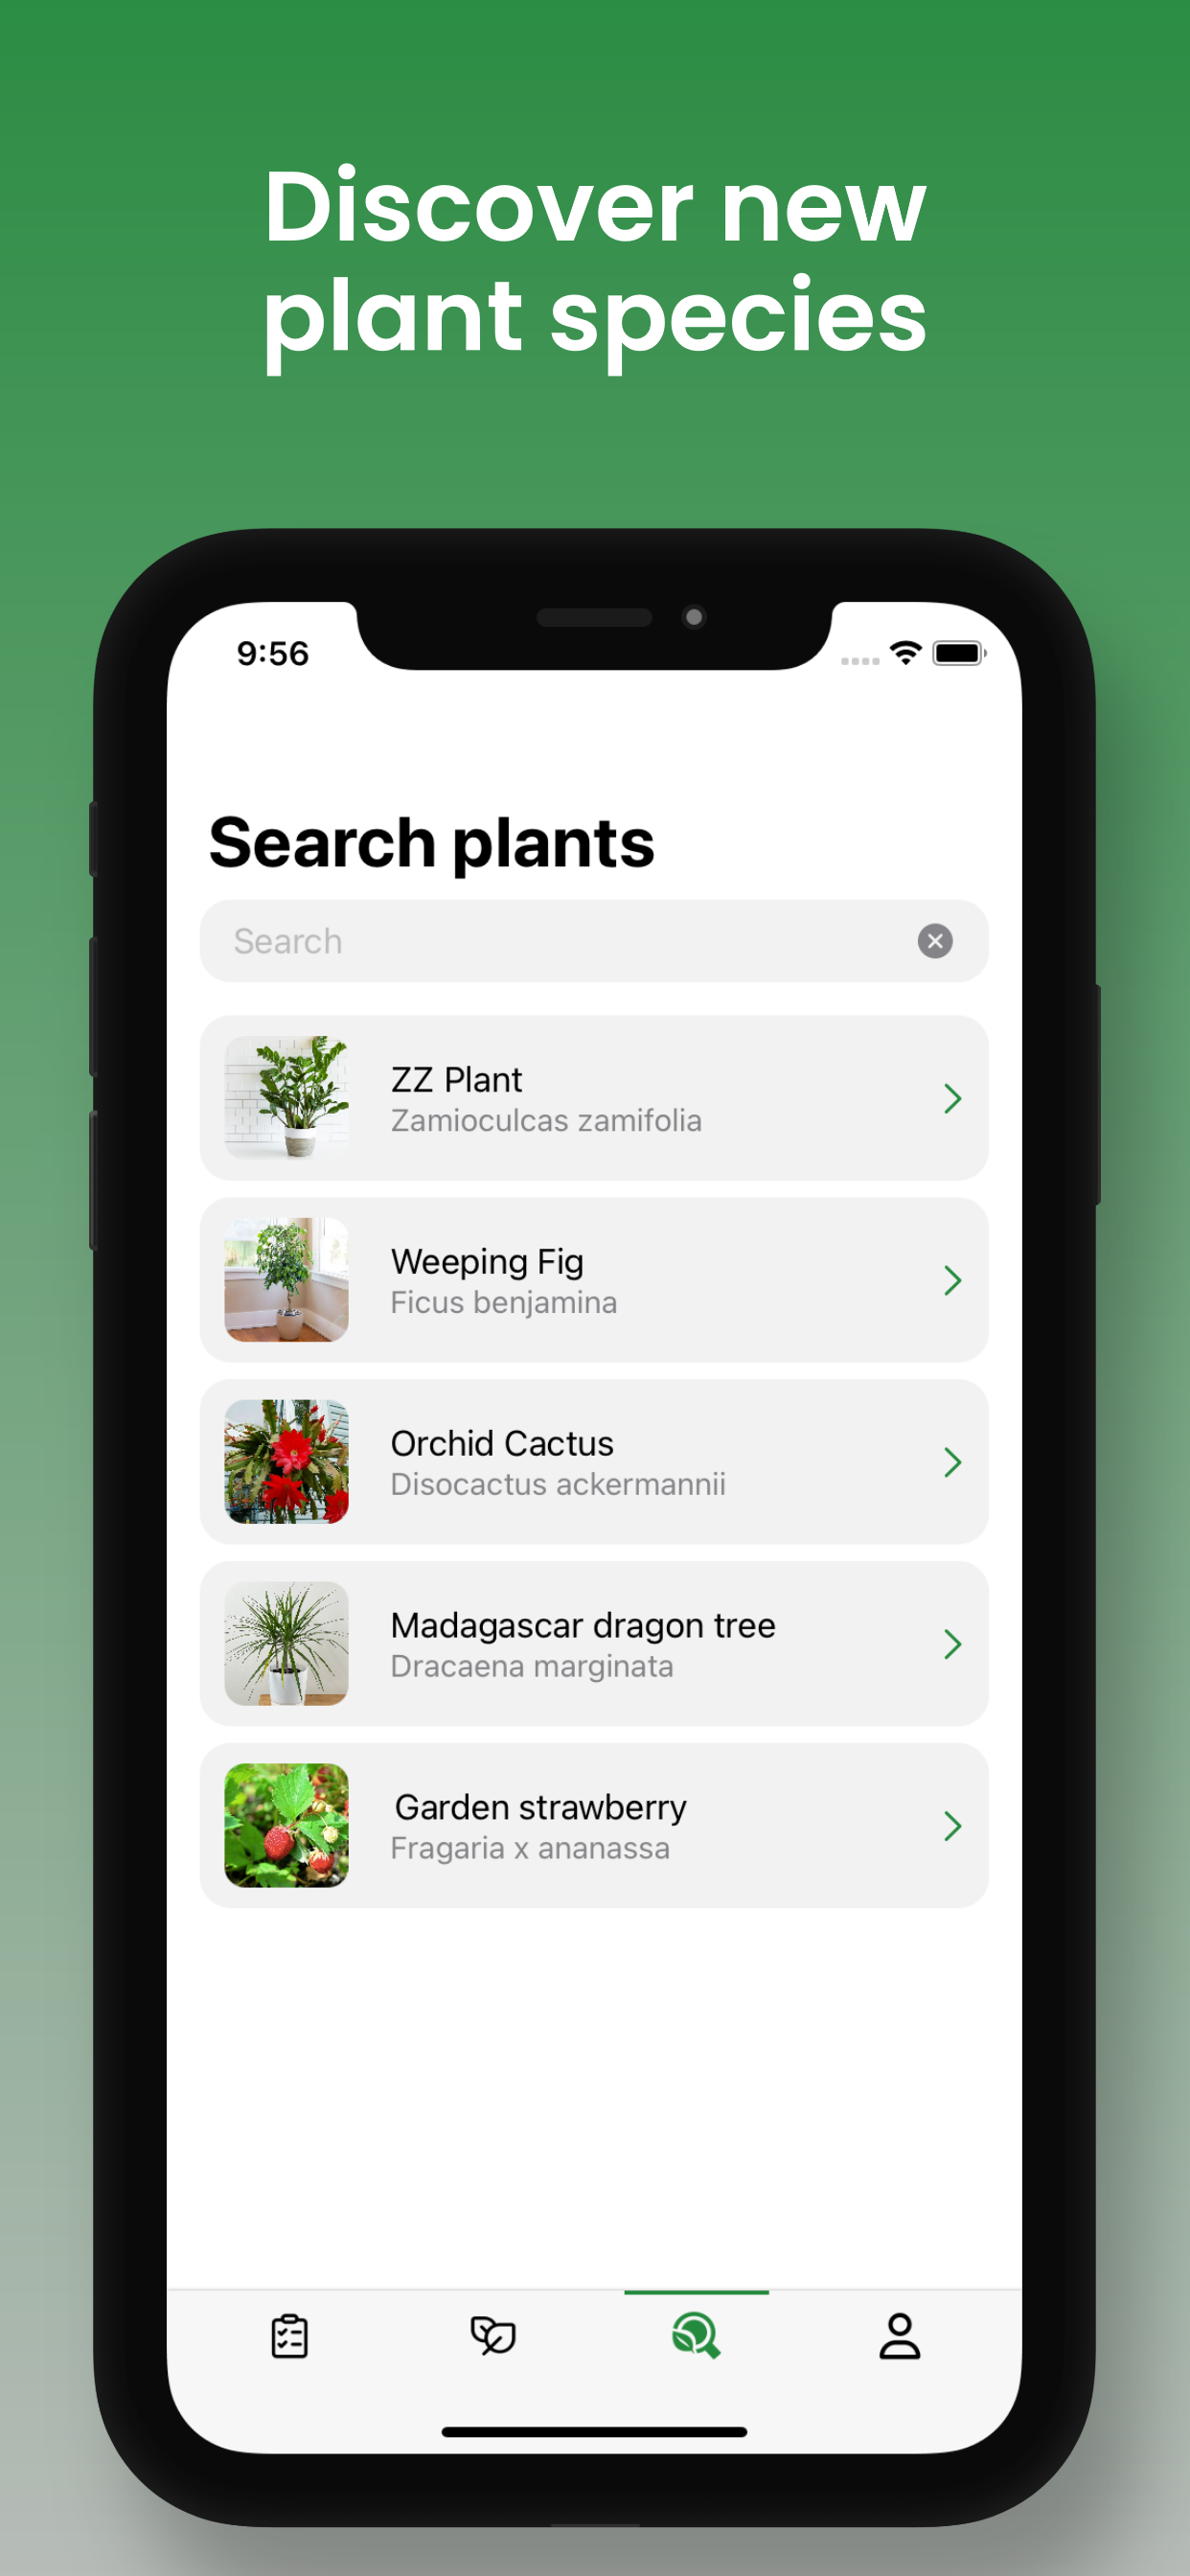 Discover new
plant species
9:56
Search plants
Search
ZZ Plant
Zamioculcas zamifolia
Weeping Fig
Ficus benjamina
Orchid Cactus
Disocactus ackermannii
Madagascar dragon tree
Dracaena marginata
Garden strawberry
Fragaria x ananassa